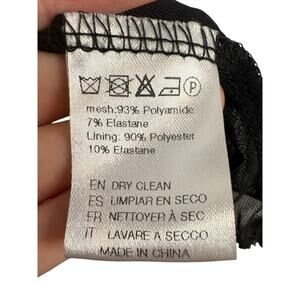 mesh:93% Polyamide
7% Elastane
Lining: 90% Polyester
10% Elastane
EN DRY CLEAN
ES LIMPIAR EN SECO
FR NETTOYER À SEC
IT LAVARE A SECCO
MADE IN CHINA